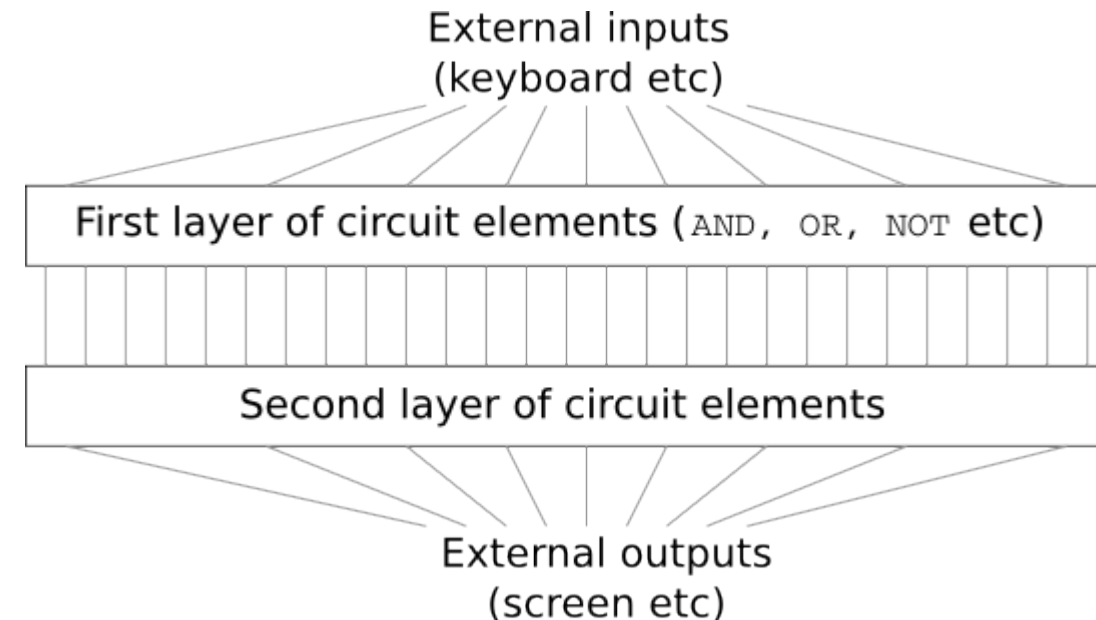 External inputs
(keyboard etc)
First layer of circuit elements (AND, OR, NOT etc)
Second layer of circuit elements
External outputs
(screen etc)